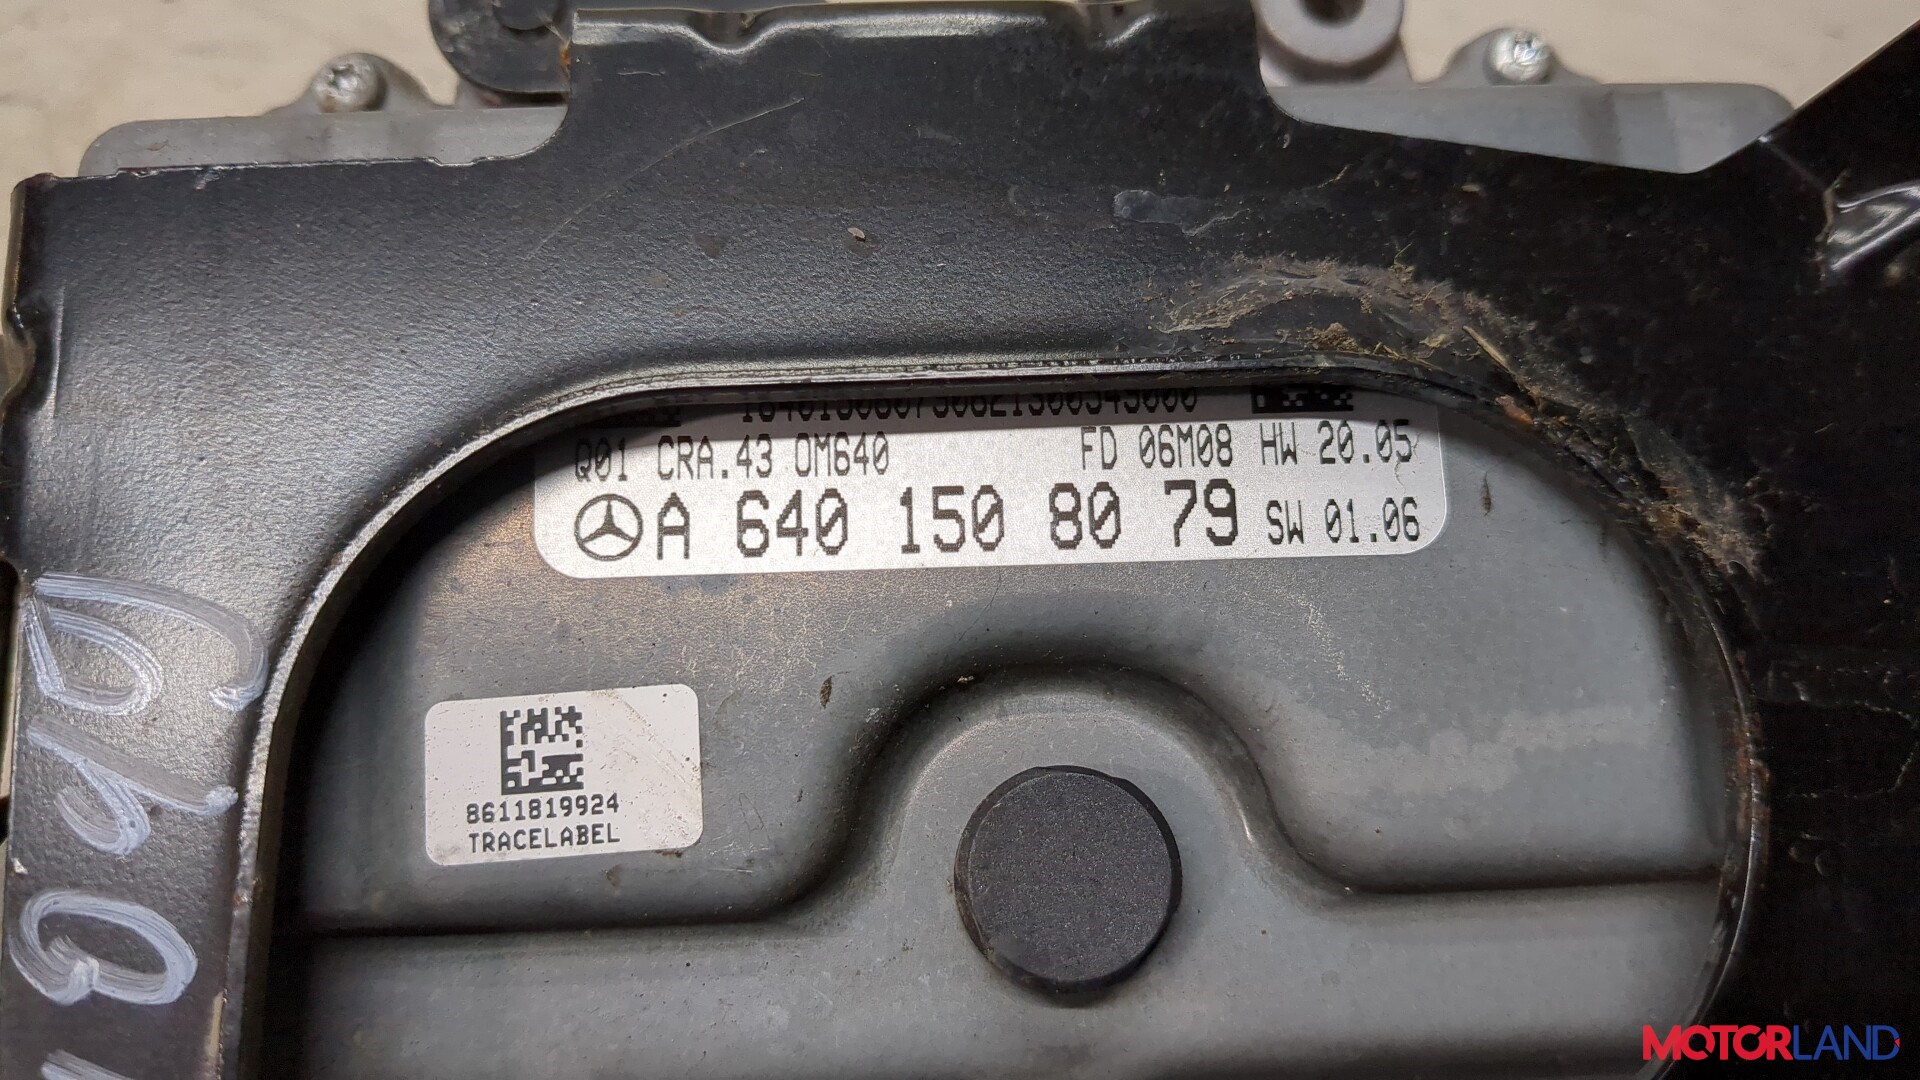 Q01 CRA.43 OM640 FD 06M08 HW 20.05
A 640 150 80 79 SW 01.06
8611819924
TRACELABEL
MOTORLAND